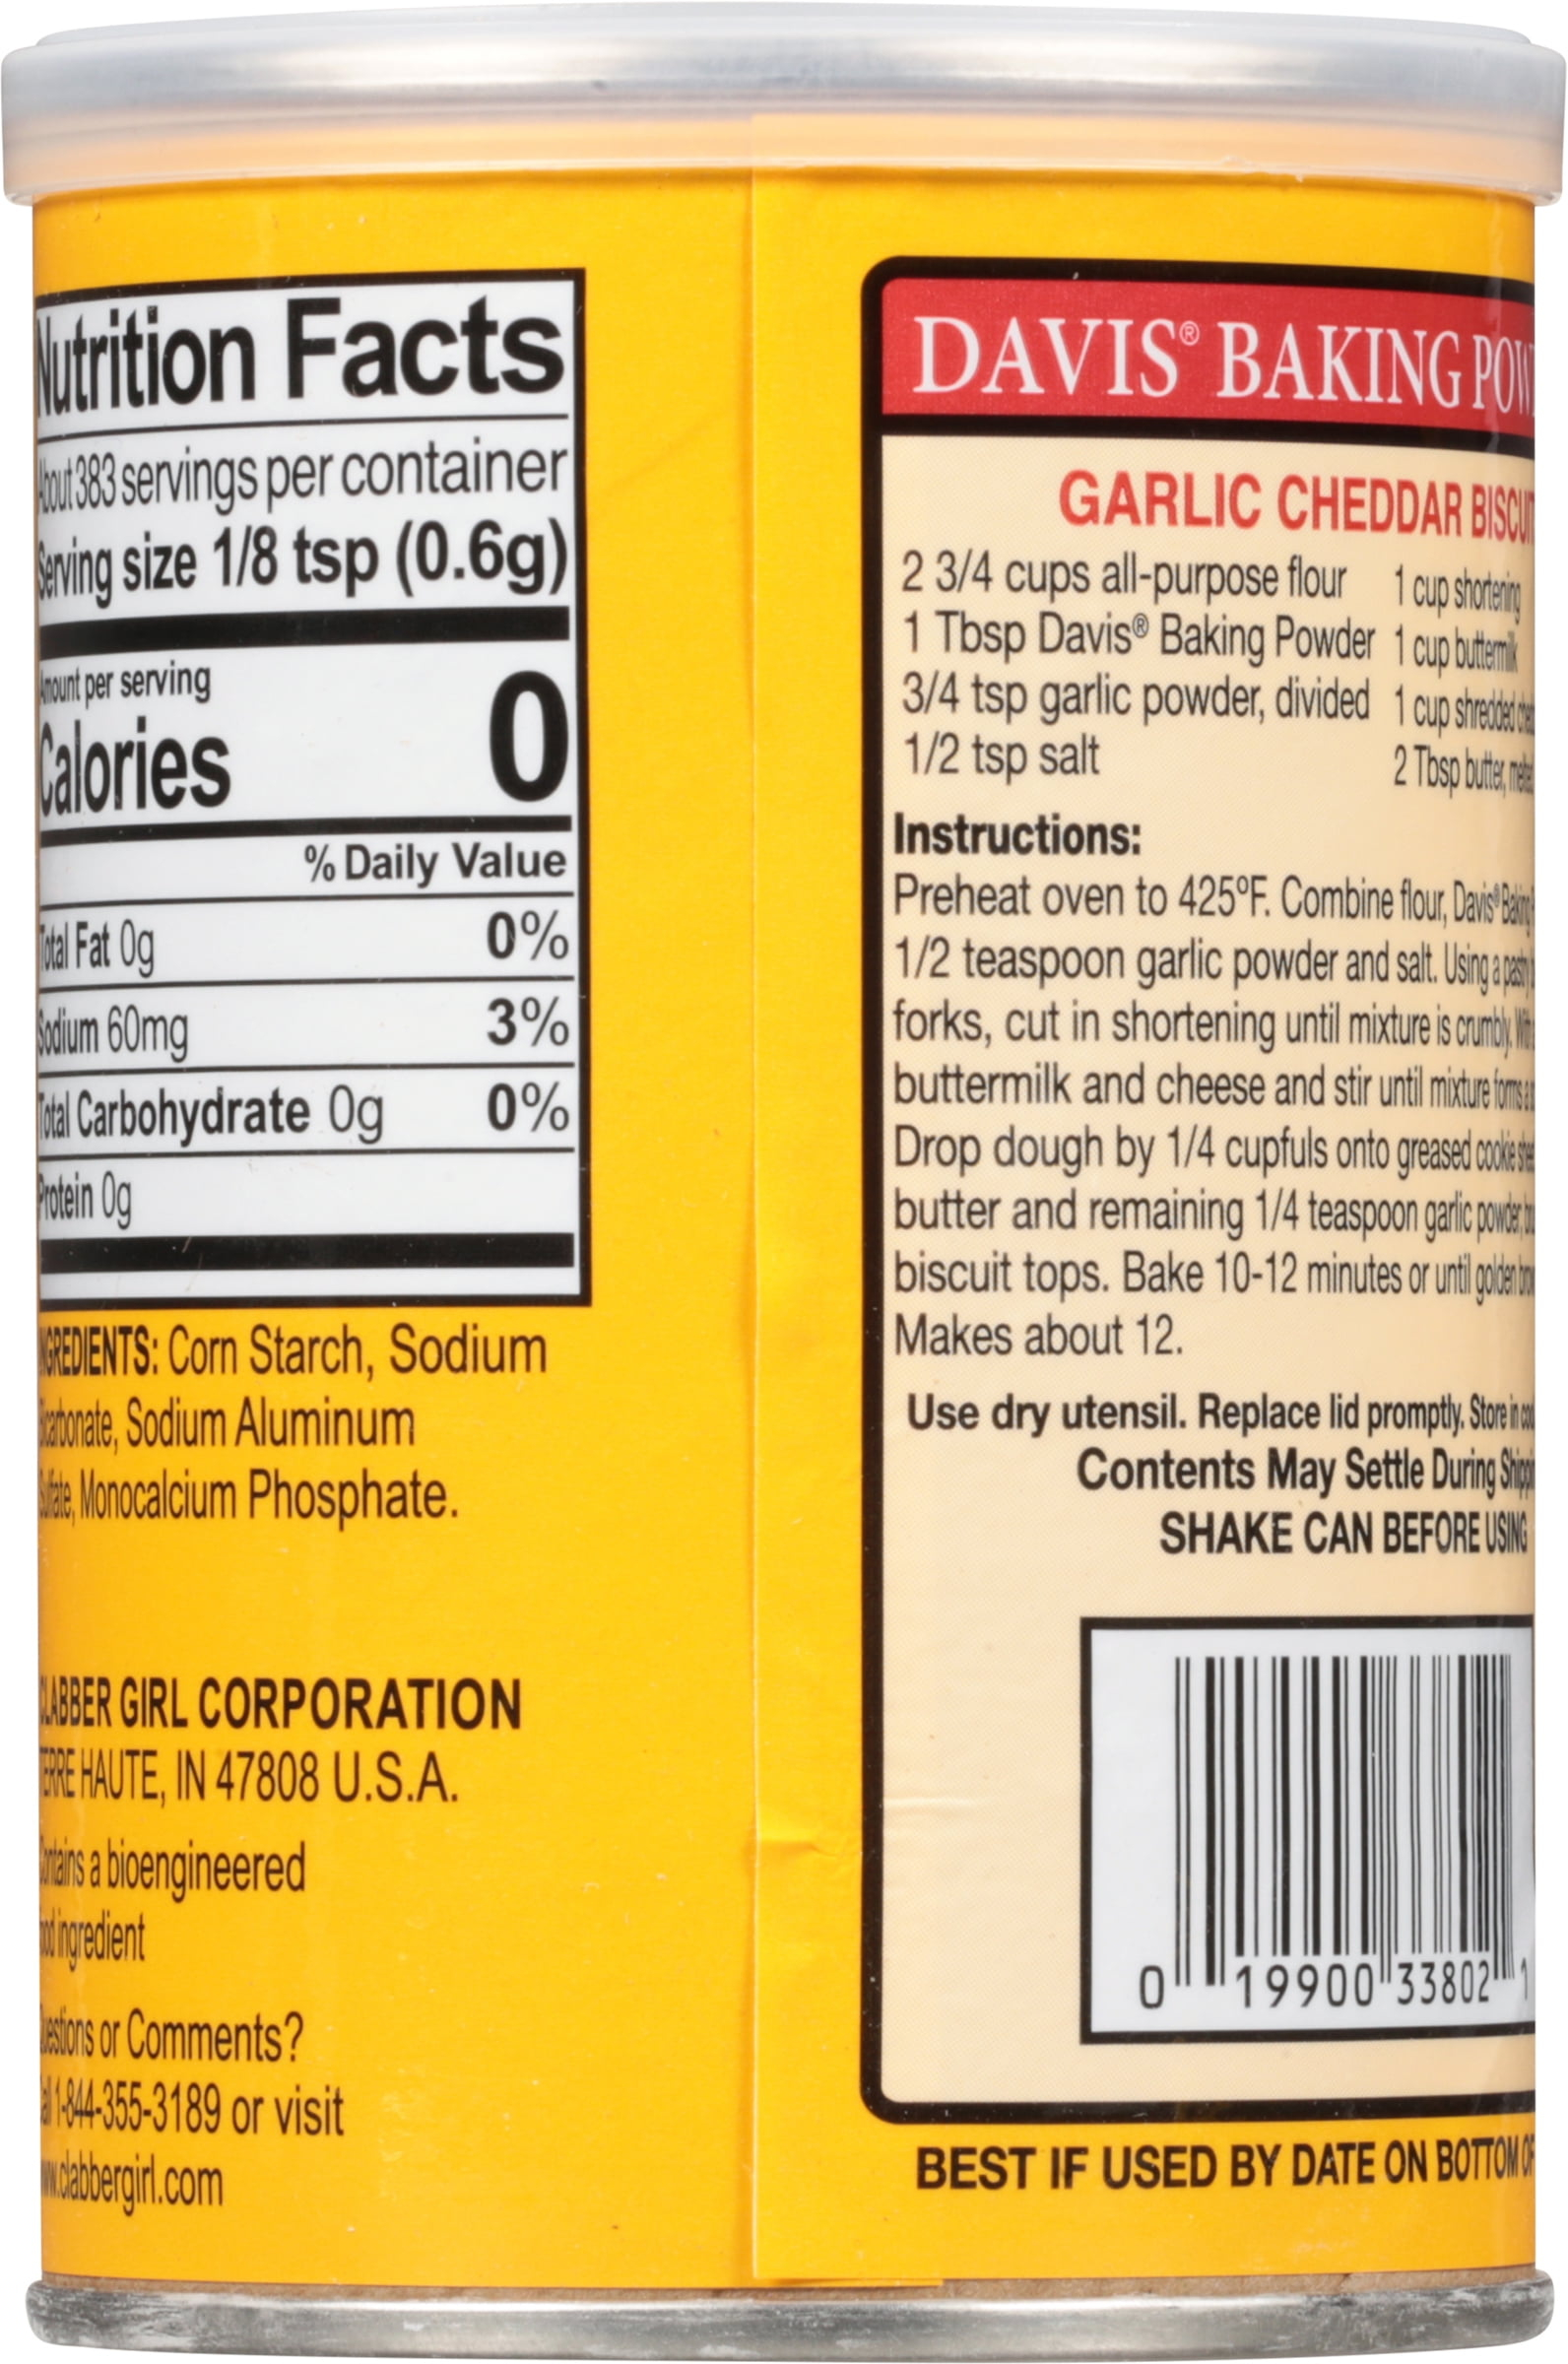 Nutrition Facts
About 383 servings per container
Serving size 1/8 tsp (0.6g)
Amount per serving
Calories 0
% Daily Value
Total Fat 0g 0%
Sodium 60mg 3%
Total Carbohydrate 0g 0%
Protein 0g
INGREDIENTS: Corn Starch, Sodium
Bicarbonate, Sodium Aluminum
Sulfate, Monocalcium Phosphate.
CLABBER GIRL CORPORATION
TERRE HAUTE, IN 47808 U.S.A.
Contains a bioengineered
food ingredient
Questions or Comments?
Call 1-844-355-3189 or visit
www.clabbergirl.com
DAVIS® BAKING POW
GARLIC CHEDDAR BISCUIT
2 3/4 cups all-purpose flour
1 Tbsp Davis® Baking Powder
3/4 tsp garlic powder, divided
1/2 tsp salt
1 cup shortening
1 cup buttermilk
1 cup shredded
2 Tbsp butter, melted
Instructions:
Preheat oven to 425°F. Combine flour, Davis® Baking
1/2 teaspoon garlic powder and salt. Using a pastry
forks, cut in shortening until mixture is crumbly. With
buttermilk and cheese and stir until mixture forms a
Drop dough by 1/4 cupfuls onto greased cookie
butter and remaining 1/4 teaspoon garlic powder,
biscuit tops. Bake 10-12 minutes or until golden
Makes about 12.
Use dry utensil. Replace lid promptly. Store in
Contents May Settle During
SHAKE CAN BEFORE USING
0 19900 33802 1
BEST IF USED BY DATE ON BOTTOM OF